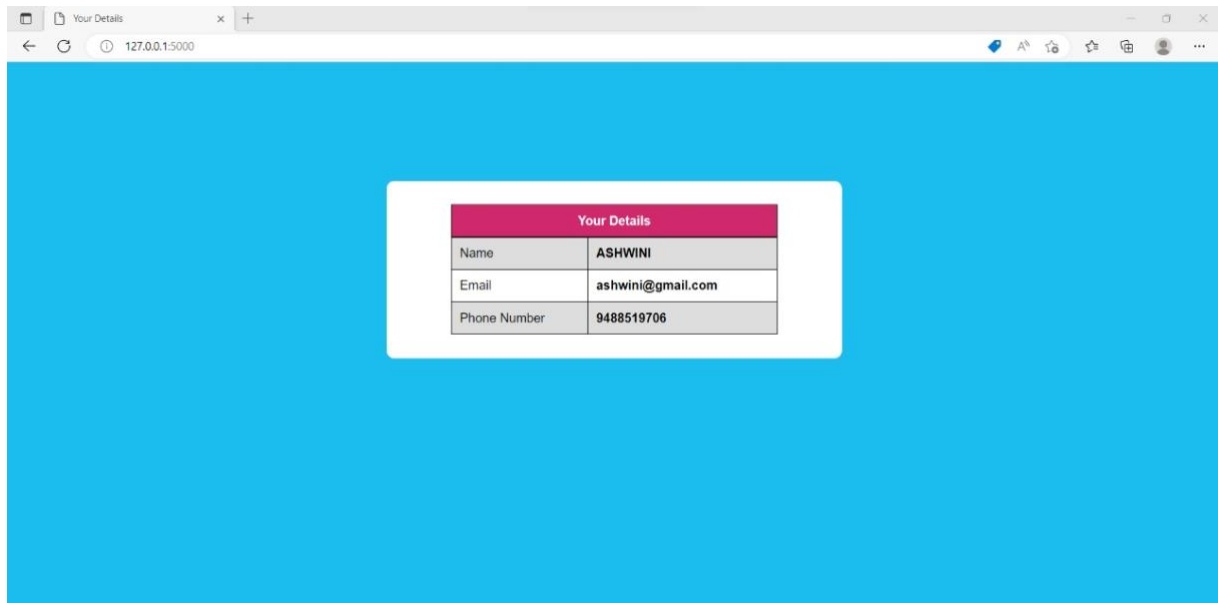 Your Details
127.0.0.1:5000
Your Details
Name ASHWINI
Email ashwini@gmail.com
Phone Number 9488519706